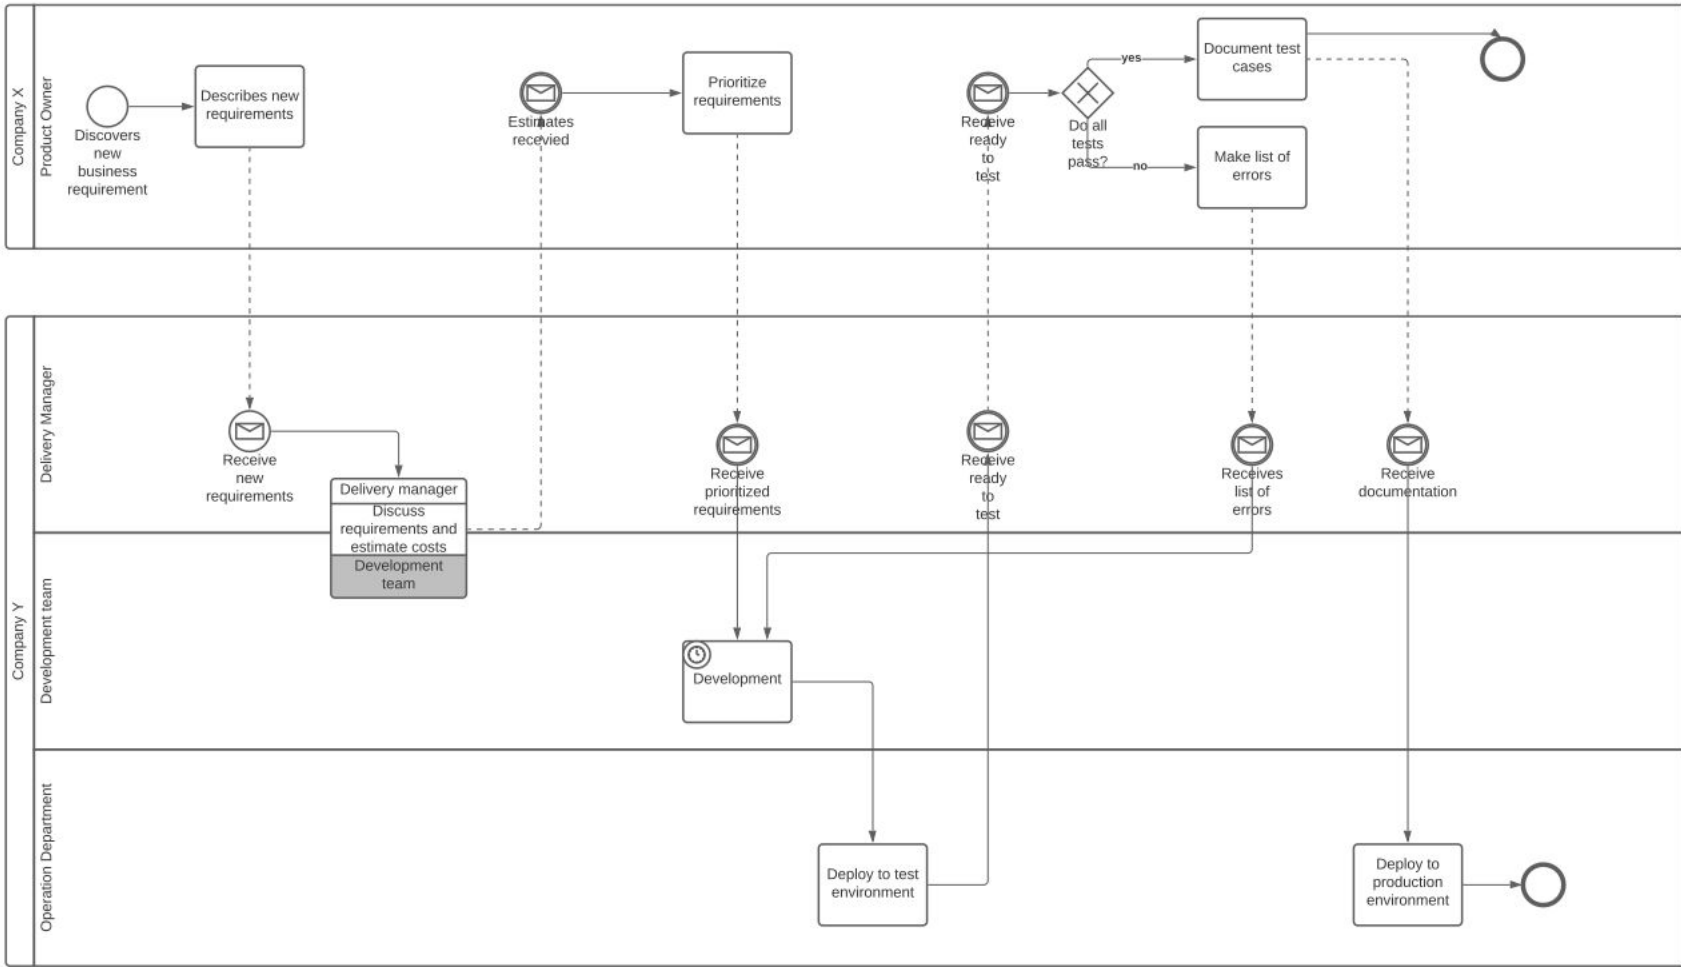 Company X
Product Owner
Discovers
new
business
requirement
Describes new
requirements
Estimates
recevied
Prioritize
requirements
Receive
ready
to
test
Do all
tests
pass?
yes
no
Document test
cases
Make list of
errors
Company Y
Delivery Manager
Receive
new
requirements
Delivery manager
Discuss
requirements and
estimate costs
Development
team
Receive
prioritized
requirements
Receive
ready
to
test
Receives
list of
errors
Receive
documentation
Development team
Development
Operation Department
Deploy to test
environment
Deploy to
production
environment